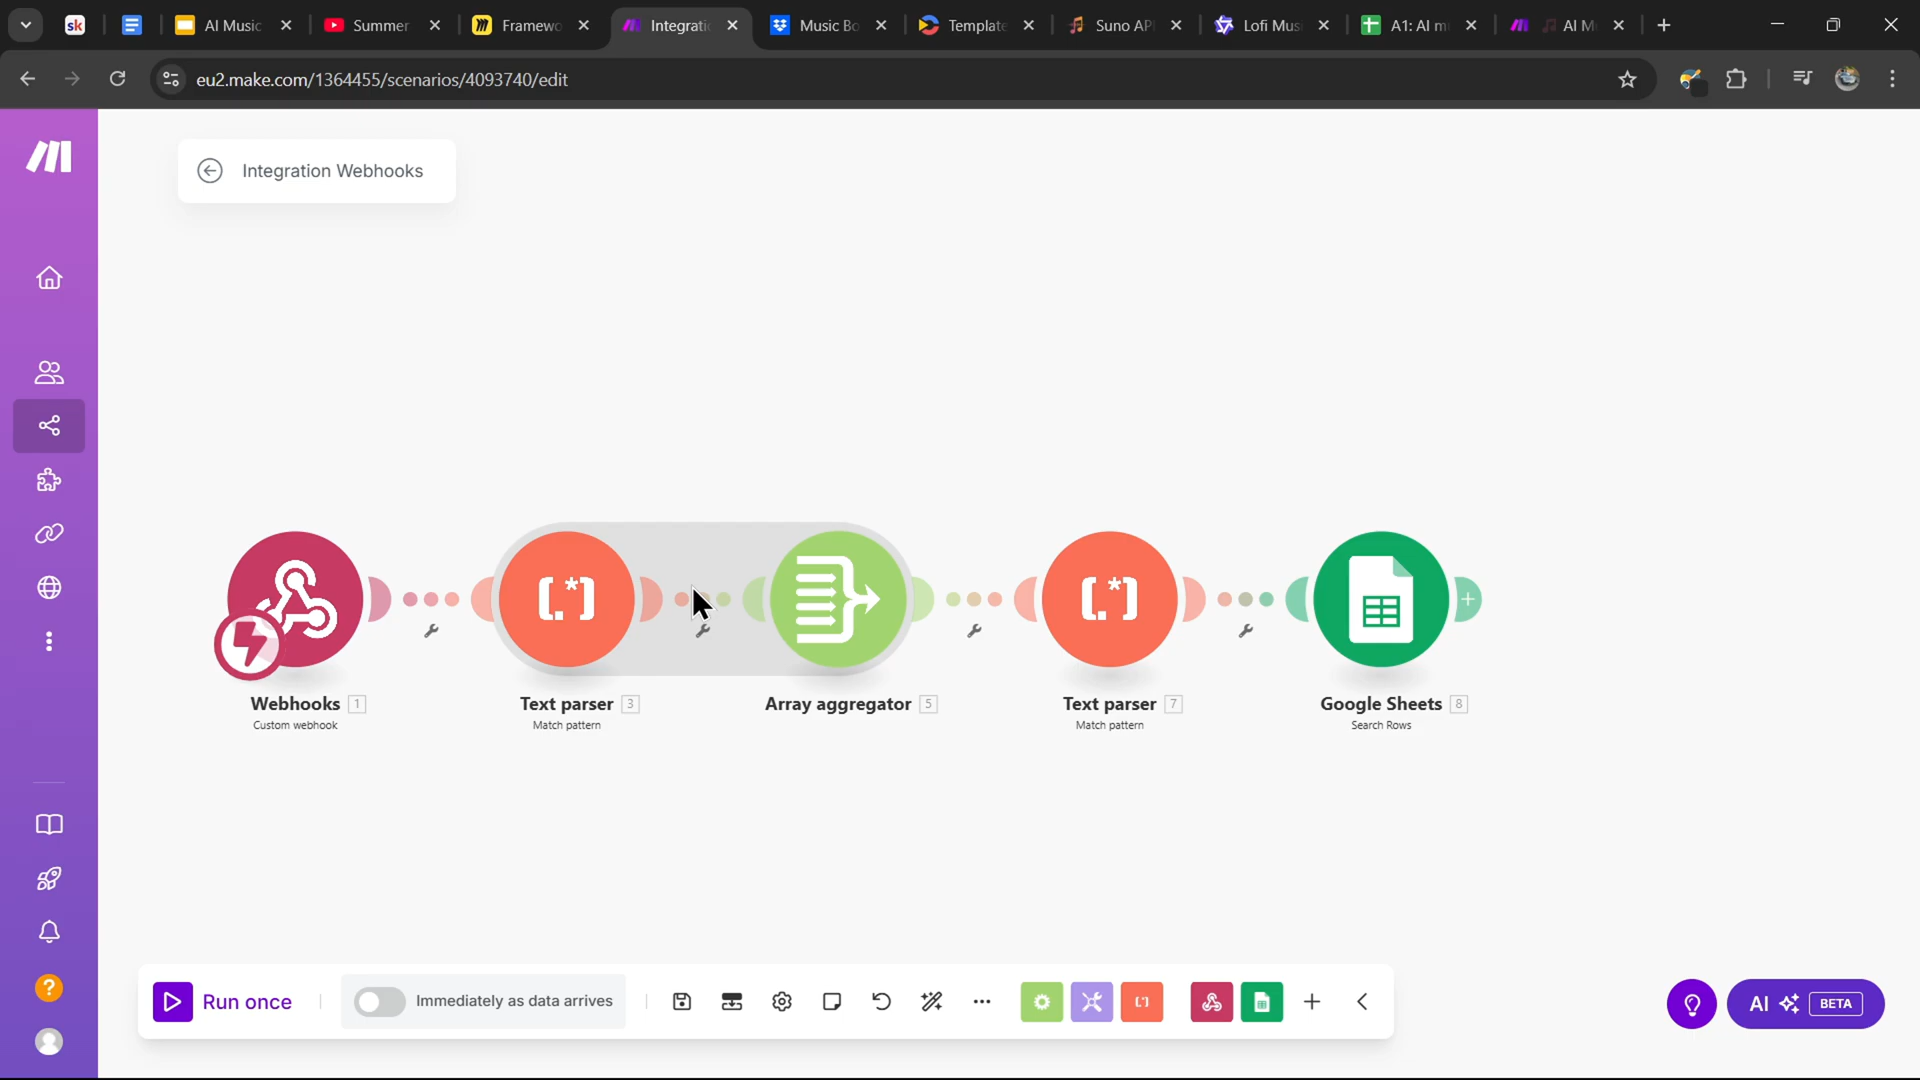 sk
AI Music
Summer
Framewo
Integratio
Music Bo
Template
Suno API
Lofi Mus
A1: AI m
AI M
eu2.make.com/1364455/scenarios/4093740/edit
Integration Webhooks
Webhooks 1
Custom webhook
Text parser 3
Match pattern
Array aggregator 5
Text parser 7
Match pattern
Google Sheets 8
Search Rows
Run once
Immediately as data arrives
AI BETA